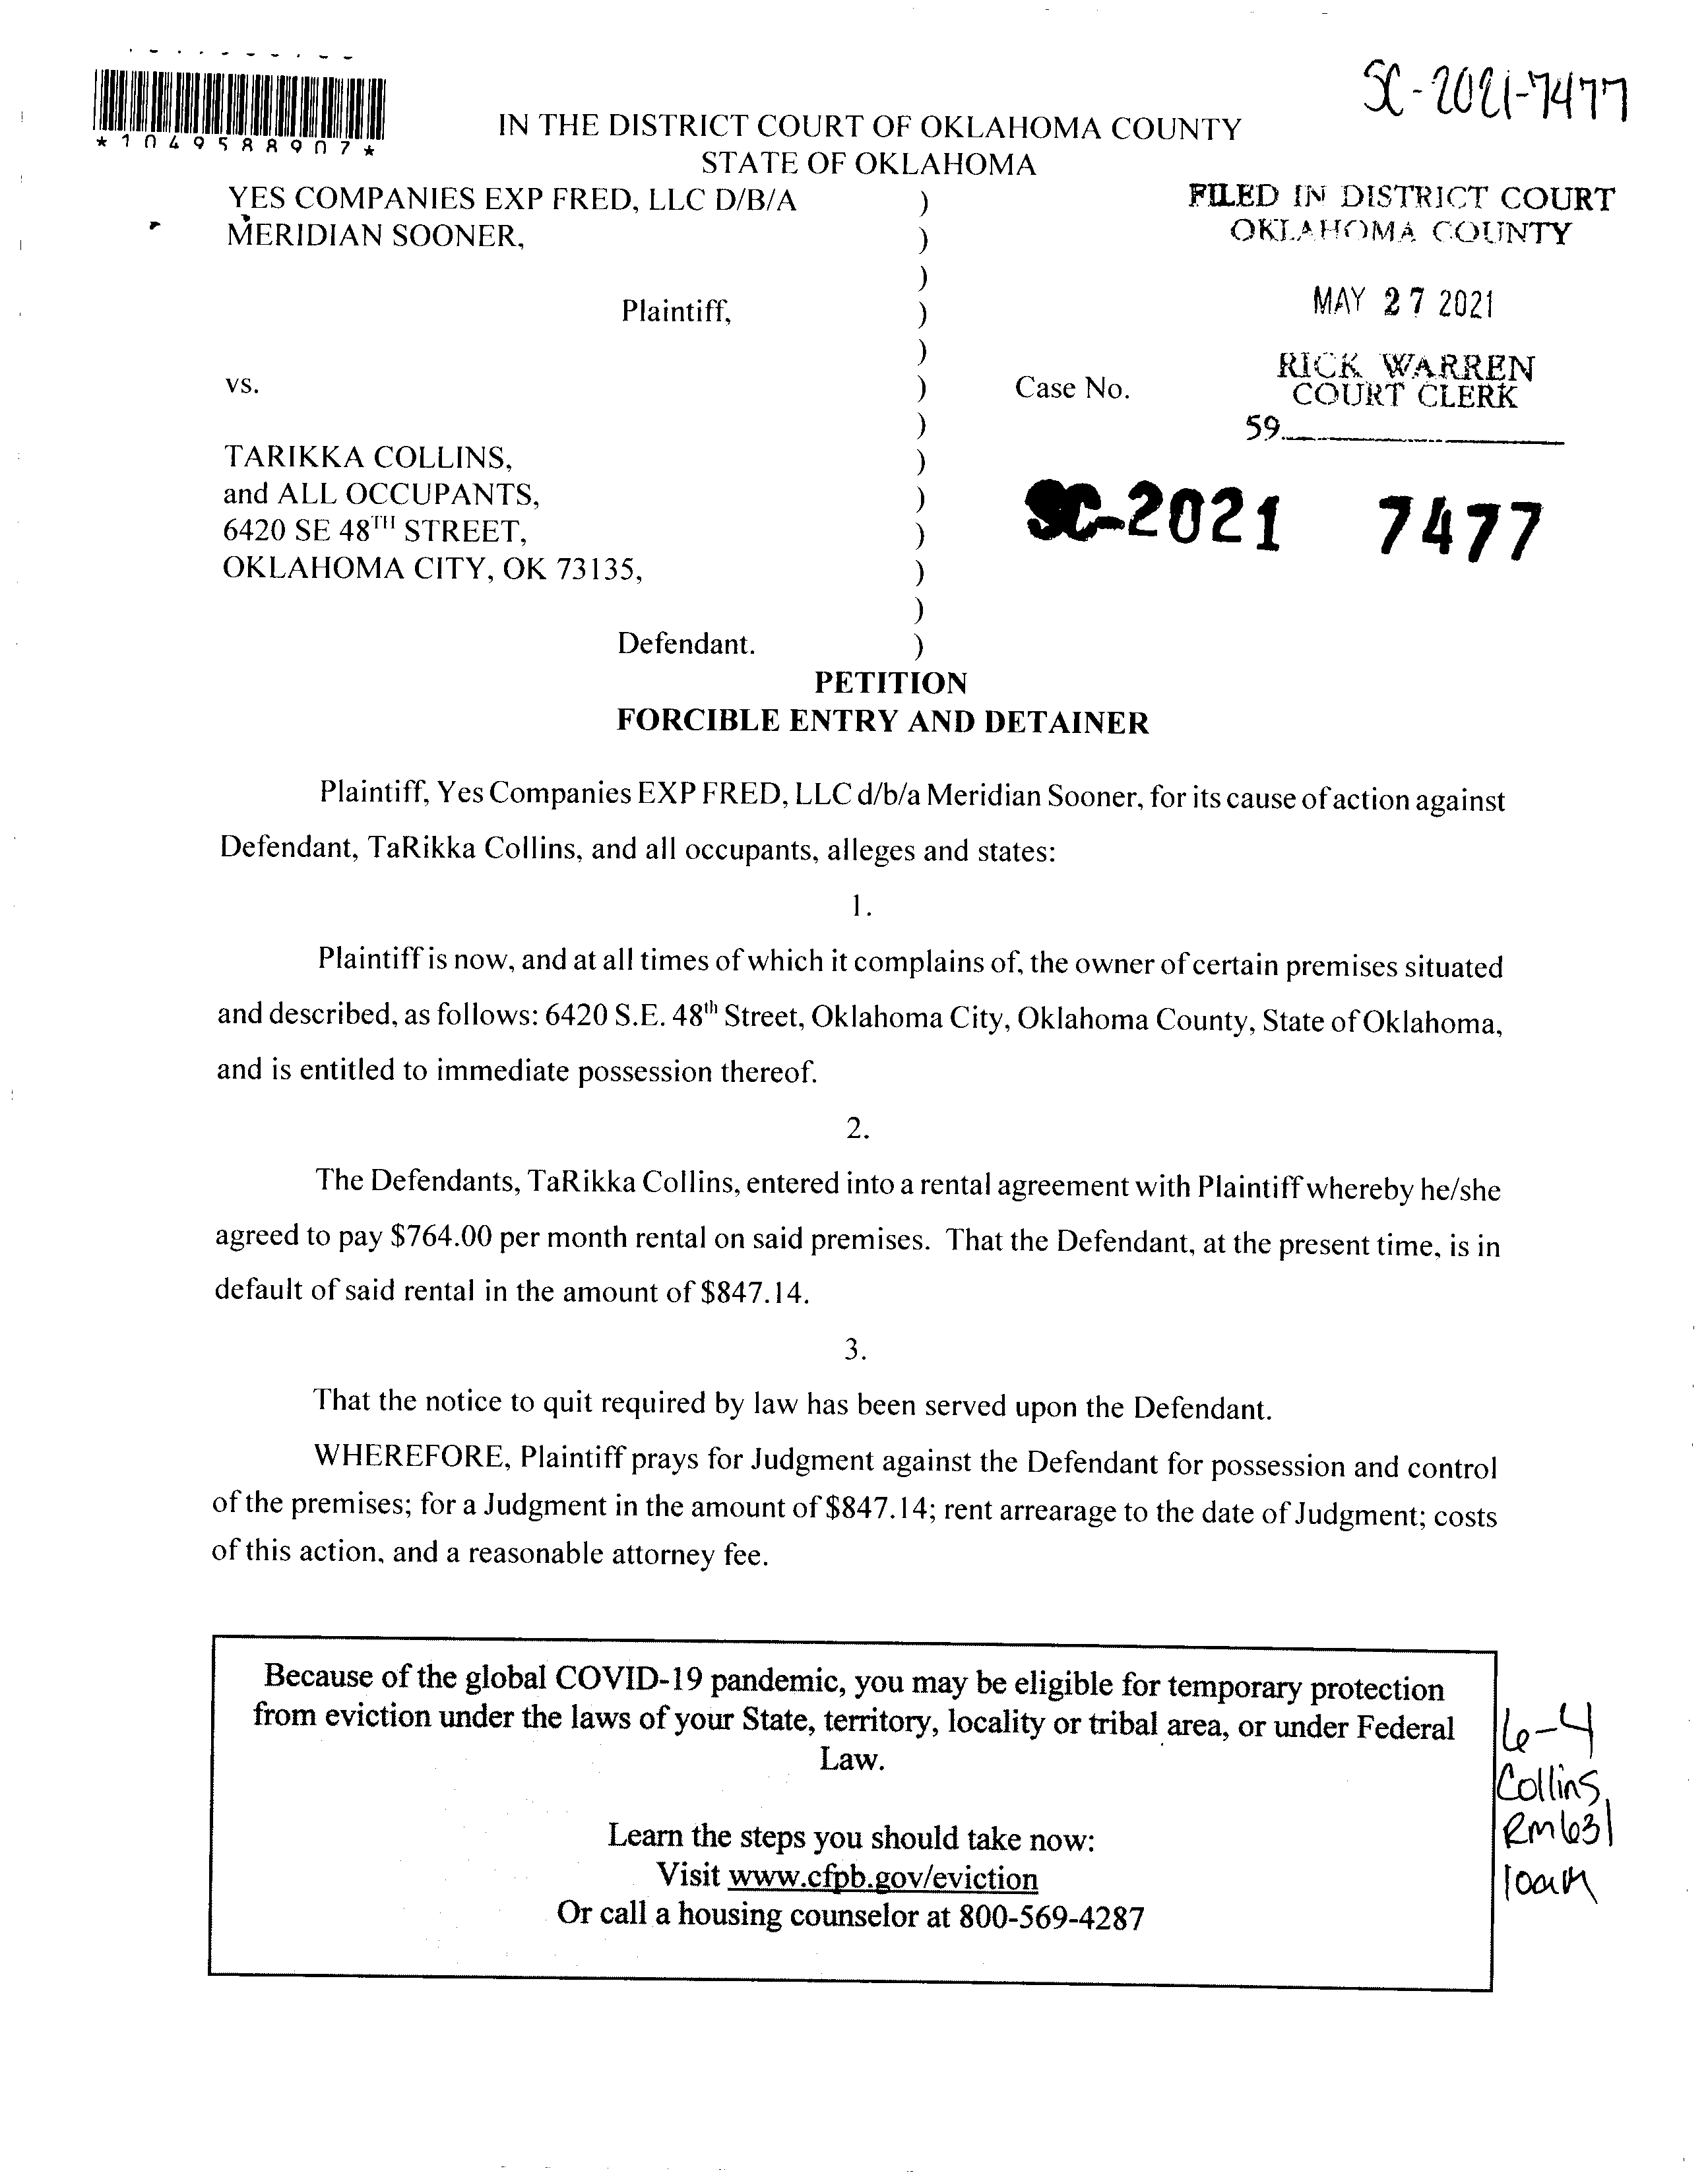 SC-2021-7477
*1049588907*
IN THE DISTRICT COURT OF OKLAHOMA COUNTY
STATE OF OKLAHOMA
YES COMPANIES EXP FRED, LLC D/B/A )
MERIDIAN SOONER, )
)
Plaintiff, )
)
vs. ) Case No.
)
TARIKKA COLLINS, )
and ALL OCCUPANTS, )
6420 SE 48TH STREET, )
OKLAHOMA CITY, OK 73135, )
)
Defendant. )
FILED IN DISTRICT COURT
OKLAHOMA COUNTY
MAY 27 2021
RICK WARREN
COURT CLERK
59
SC-2021 7477
PETITION
FORCIBLE ENTRY AND DETAINER
Plaintiff, Yes Companies EXP FRED, LLC d/b/a Meridian Sooner, for its cause of action against
Defendant, TaRikka Collins, and all occupants, alleges and states:
1.
Plaintiff is now, and at all times of which it complains of, the owner of certain premises situated
and described, as follows: 6420 S.E. 48th Street, Oklahoma City, Oklahoma County, State of Oklahoma,
and is entitled to immediate possession thereof.
2.
The Defendants, TaRikka Collins, entered into a rental agreement with Plaintiff whereby he/she
agreed to pay $764.00 per month rental on said premises. That the Defendant, at the present time, is in
default of said rental in the amount of $847.14.
3.
That the notice to quit required by law has been served upon the Defendant.
WHEREFORE, Plaintiff prays for Judgment against the Defendant for possession and control
of the premises; for a Judgment in the amount of $847.14; rent arrearage to the date of Judgment; costs
of this action, and a reasonable attorney fee.
Because of the global COVID-19 pandemic, you may be eligible for temporary protection
from eviction under the laws of your State, territory, locality or tribal area, or under Federal
Law.
Learn the steps you should take now:
Visit www.cfpb.gov/eviction
Or call a housing counselor at 800-569-4287
6-4
Collins
Rm 631
10am